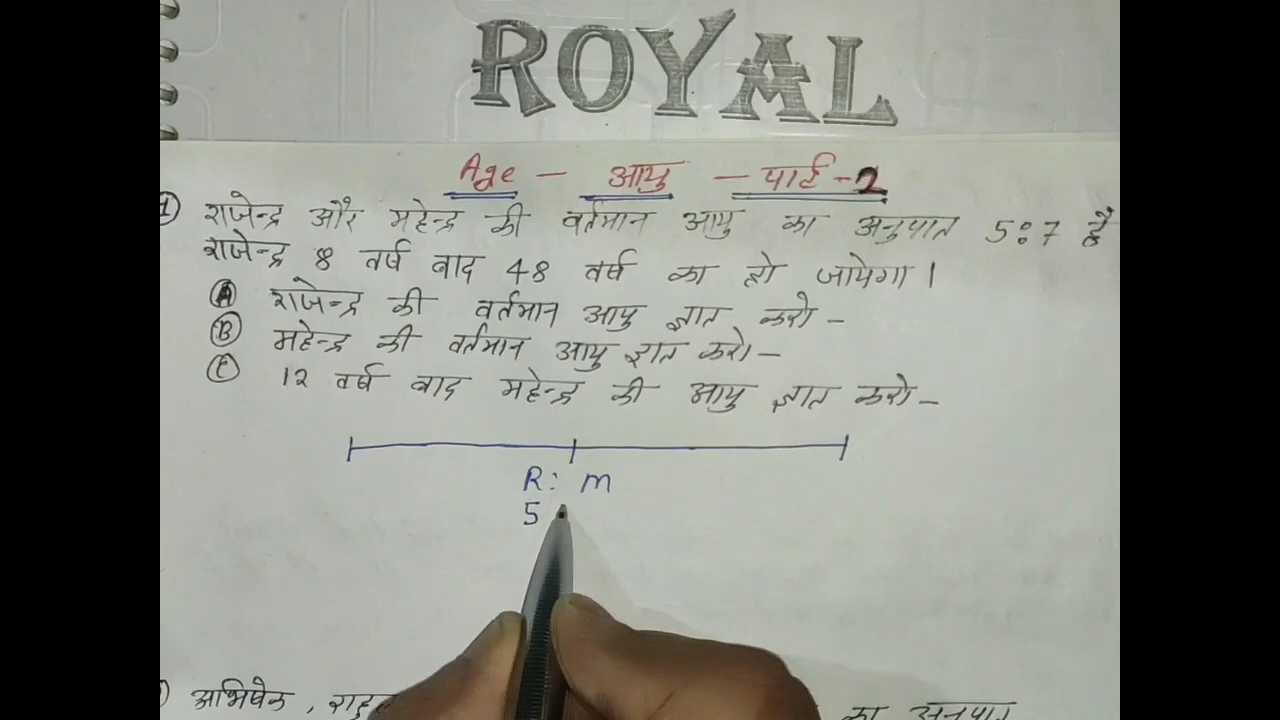 ROYAL
Age - आयु - पार्ट - 2
1) राजेन्द्र और महेन्द्र की वर्तमान आयु का अनुपात 5:7 है
राजेन्द्र 8 वर्ष बाद 48 वर्ष का हो जायेगा।
(A) राजेन्द्र की वर्तमान आयु ज्ञात करो -
(B) महेन्द्र की वर्तमान आयु ज्ञात करो -
(C) 12 वर्ष बाद महेन्द्र की आयु ज्ञात करो -
R : m
5
अभिषेक, का अनुपात